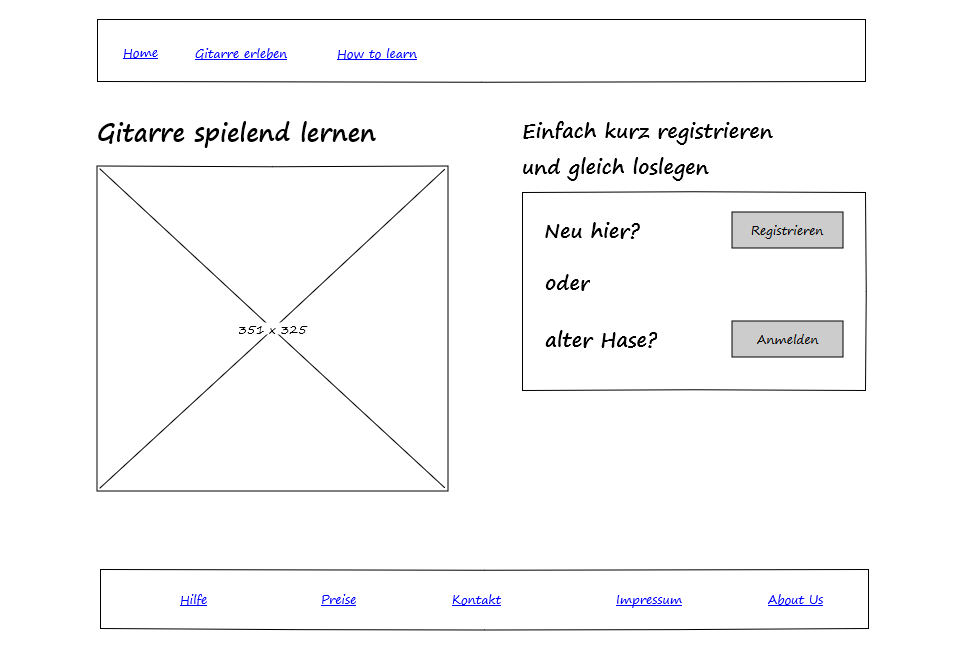 Home Gitarre erleben How to learn
Gitarre spielend lernen
Einfach kurz registrieren
und gleich loslegen
351 x 325
Neu hier? Registrieren
oder
alter Hase? Anmelden
Hilfe Preise Kontakt Impressum About Us